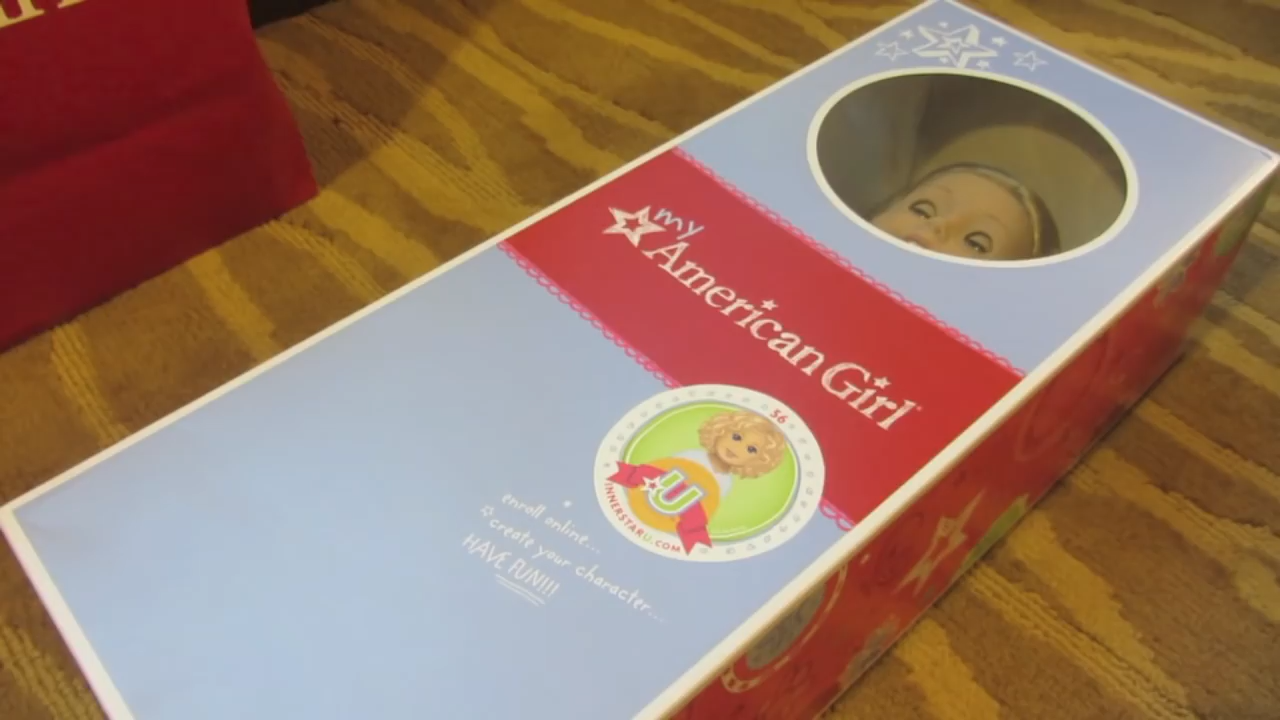 my
American Girl
56
INNERSTARU.COM
U
enroll online...
create your character...
HAVE FUN!!!